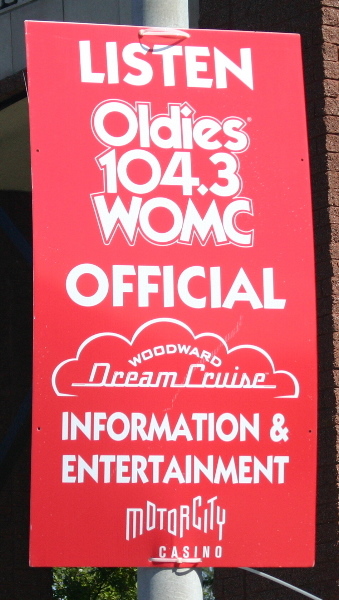 LISTEN
Oldies®
104.3
WOMC
OFFICIAL
WOODWARD
Dream Cruise
INFORMATION &
ENTERTAINMENT
MOTORCITY
CASINO